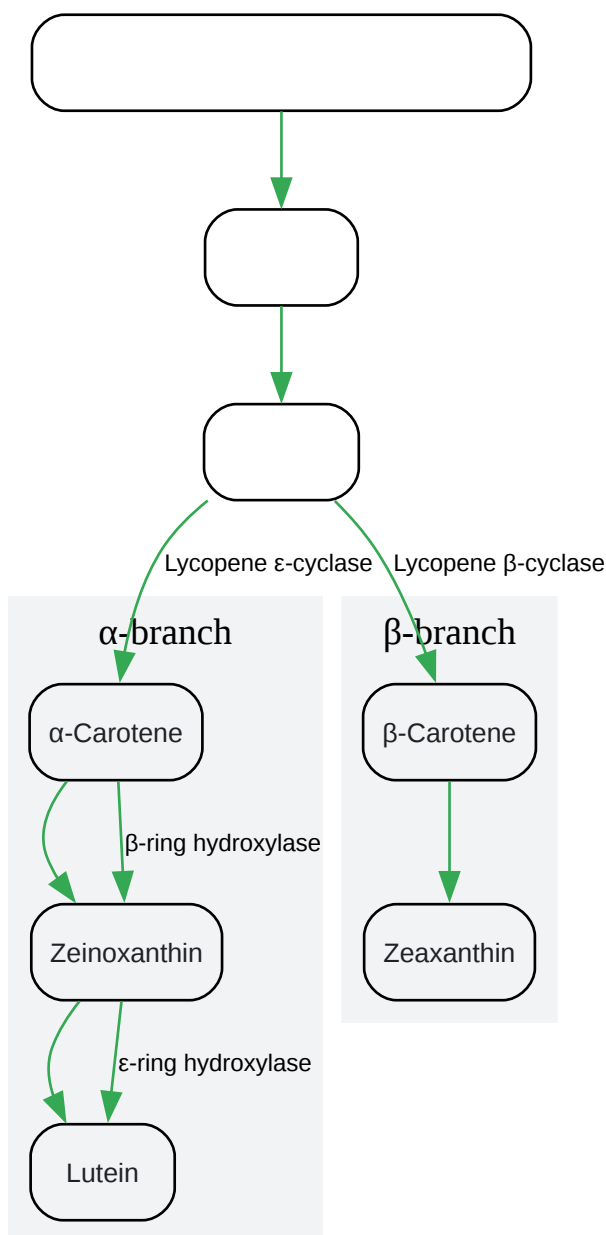 Lycopene ε-cyclase
Lycopene β-cyclase
α-branch
β-branch
α-Carotene
β-Carotene
β-ring hydroxylase
Zeinoxanthin
Zeaxanthin
ε-ring hydroxylase
Lutein